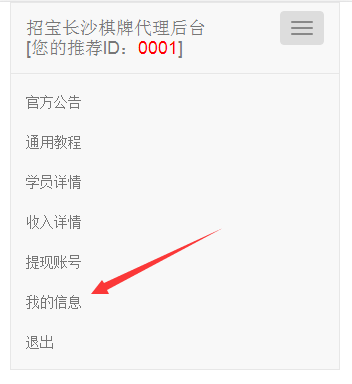 招宝长沙棋牌代理后台
[您的推荐ID：0001]
官方公告
通用教程
学员详情
收入详情
提现账号
我的信息
退出